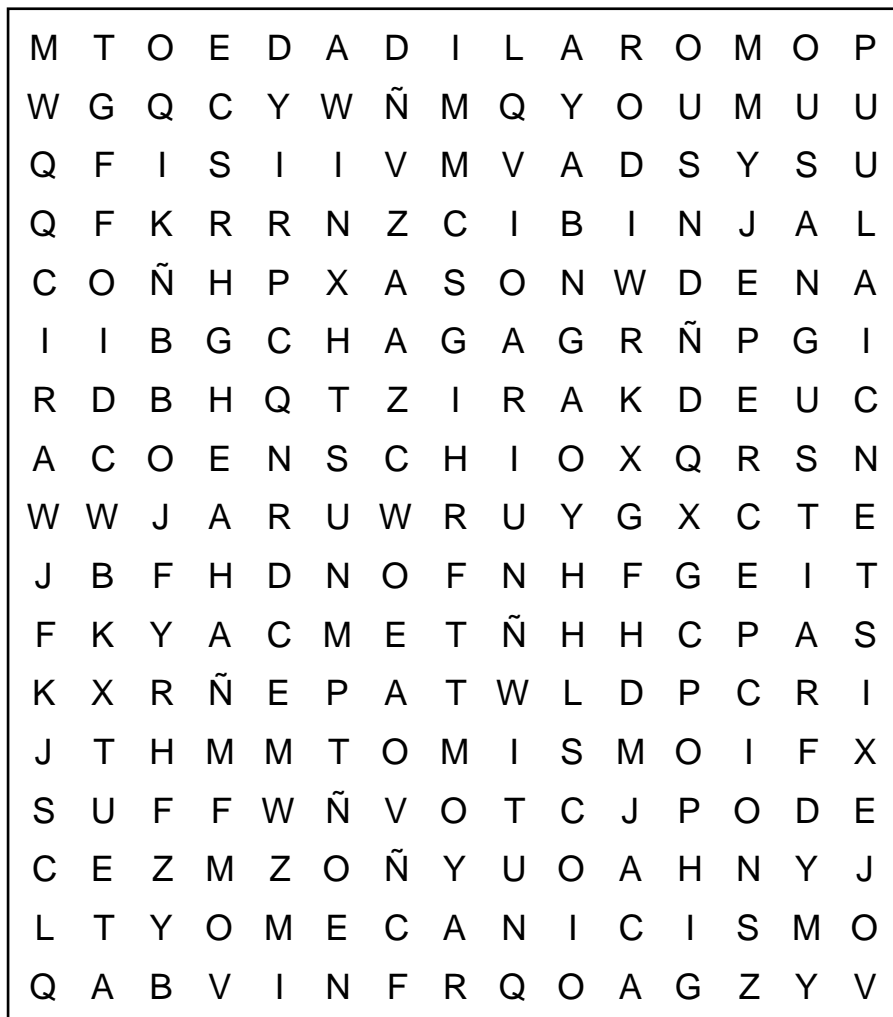 M T O E D A D I L A R O M O P
W G Q C Y W Ñ M Q Y O U M U U
Q F I S I I V M V A D S Y S U
Q F K R R N Z C I B I N J A L
C O Ñ H P X A S O N W D E N A
I I B G C H A G A G R Ñ P G I
R D B H Q T Z I R A K D E U C
A C O E N S C H I O X Q R S N
W W J A R U W R U Y G X C T E
J B F H D N O F N H F G E I T
F K Y A C M E T Ñ H H C P A S
K X R Ñ E P A T W L D P C R I
J T H M M T O M I S M O I F X
S U F F W Ñ V O T C J P O D E
C E Z M Z O Ñ Y U O A H N Y J
L T Y O M E C A N I C I S M O
Q A B V I N F R Q O A G Z Y V